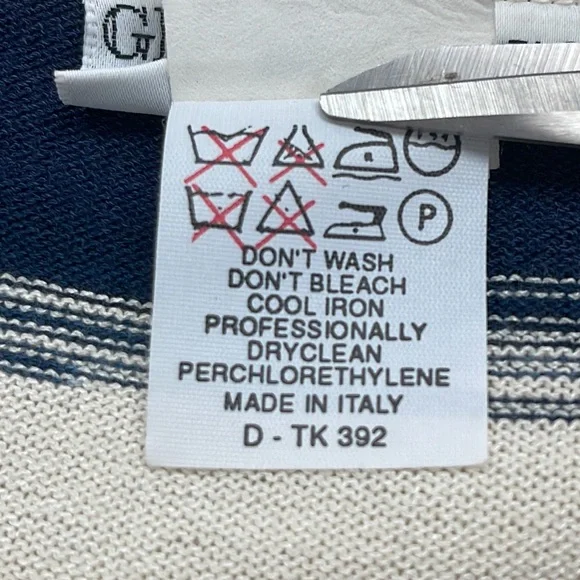 P
DON'T WASH
DON'T BLEACH
COOL IRON
PROFESSIONALLY
DRYCLEAN
PERCHLORETHYLENE
MADE IN ITALY
D - TK 392